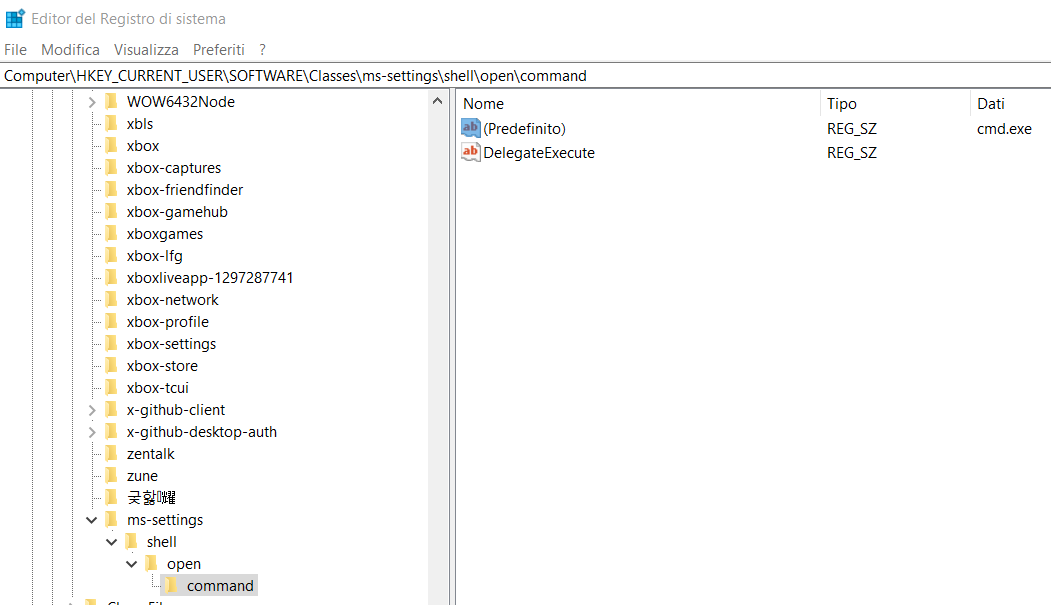 Editor del Registro di sistema
File Modifica Visualizza Preferiti ?
Computer\HKEY_CURRENT_USER\SOFTWARE\Classes\ms-settings\shell\open\command
WOW6432Node
xbls
xbox
xbox-captures
xbox-friendfinder
xbox-gamehub
xboxgames
xbox-lfg
xboxliveapp-1297287741
xbox-network
xbox-profile
xbox-settings
xbox-store
xbox-tcui
x-github-client
x-github-desktop-auth
zentalk
zune
ms-settings
shell
open
command
Nome Tipo Dati
(Predefinito) REG_SZ cmd.exe
DelegateExecute REG_SZ